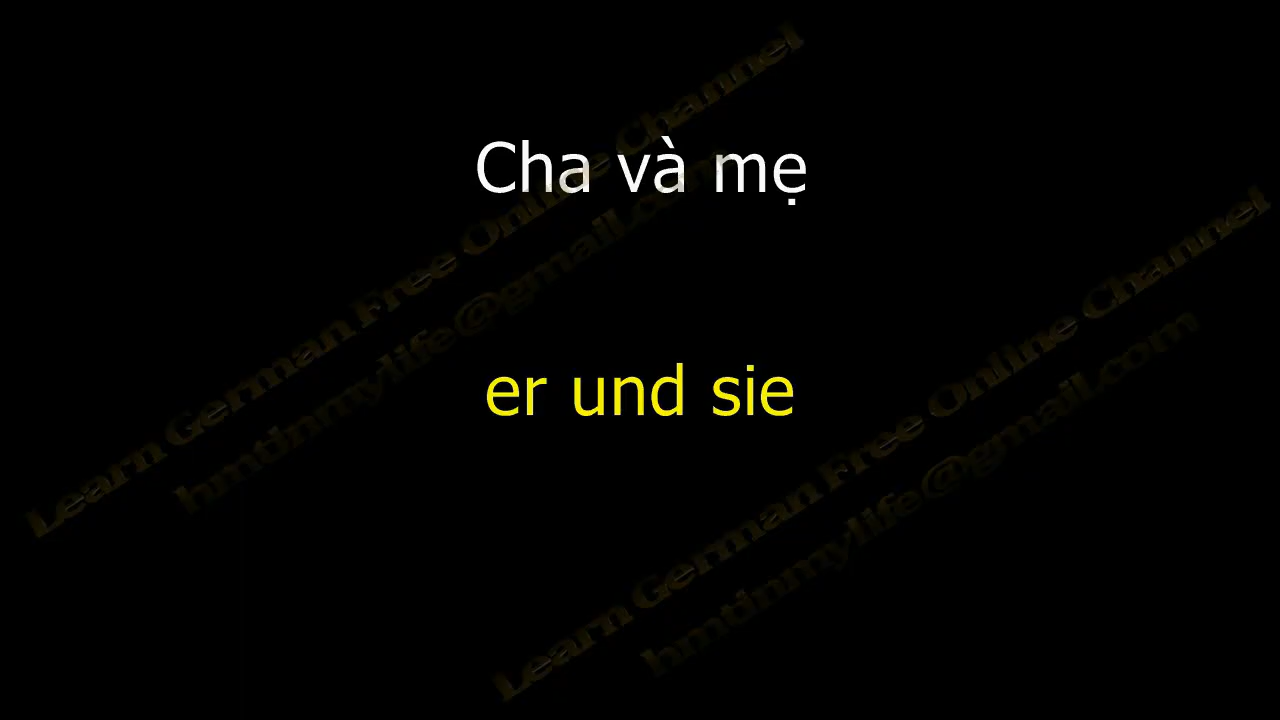 Cha và mẹ
er und sie
Learn German Free Online Channel
hmtinmylife@gmail.com
Learn German Free Online Channel
hmtinmylife@gmail.com